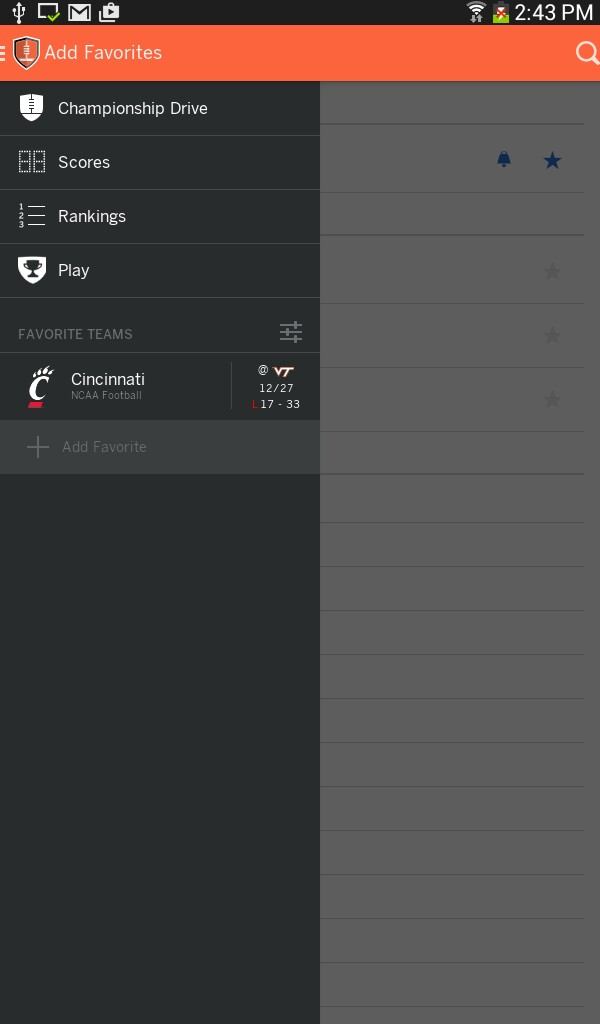 2:43 PM
Add Favorites
Championship Drive
Scores
1
2
3
Rankings
Play
FAVORITE TEAMS
Cincinnati
NCAA Football
@ VT
12/27
L 17 - 33
Add Favorite